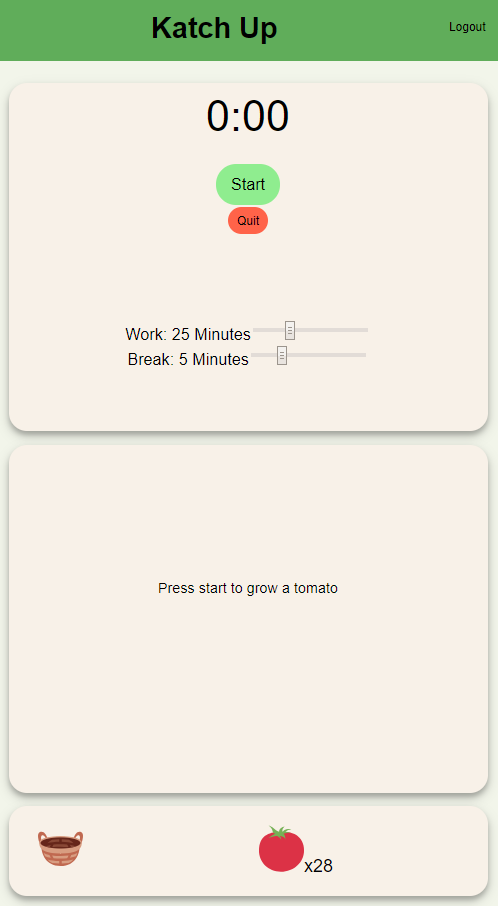 Katch Up
Logout
0:00
Start
Quit
Work: 25 Minutes
Break: 5 Minutes
Press start to grow a tomato
x28